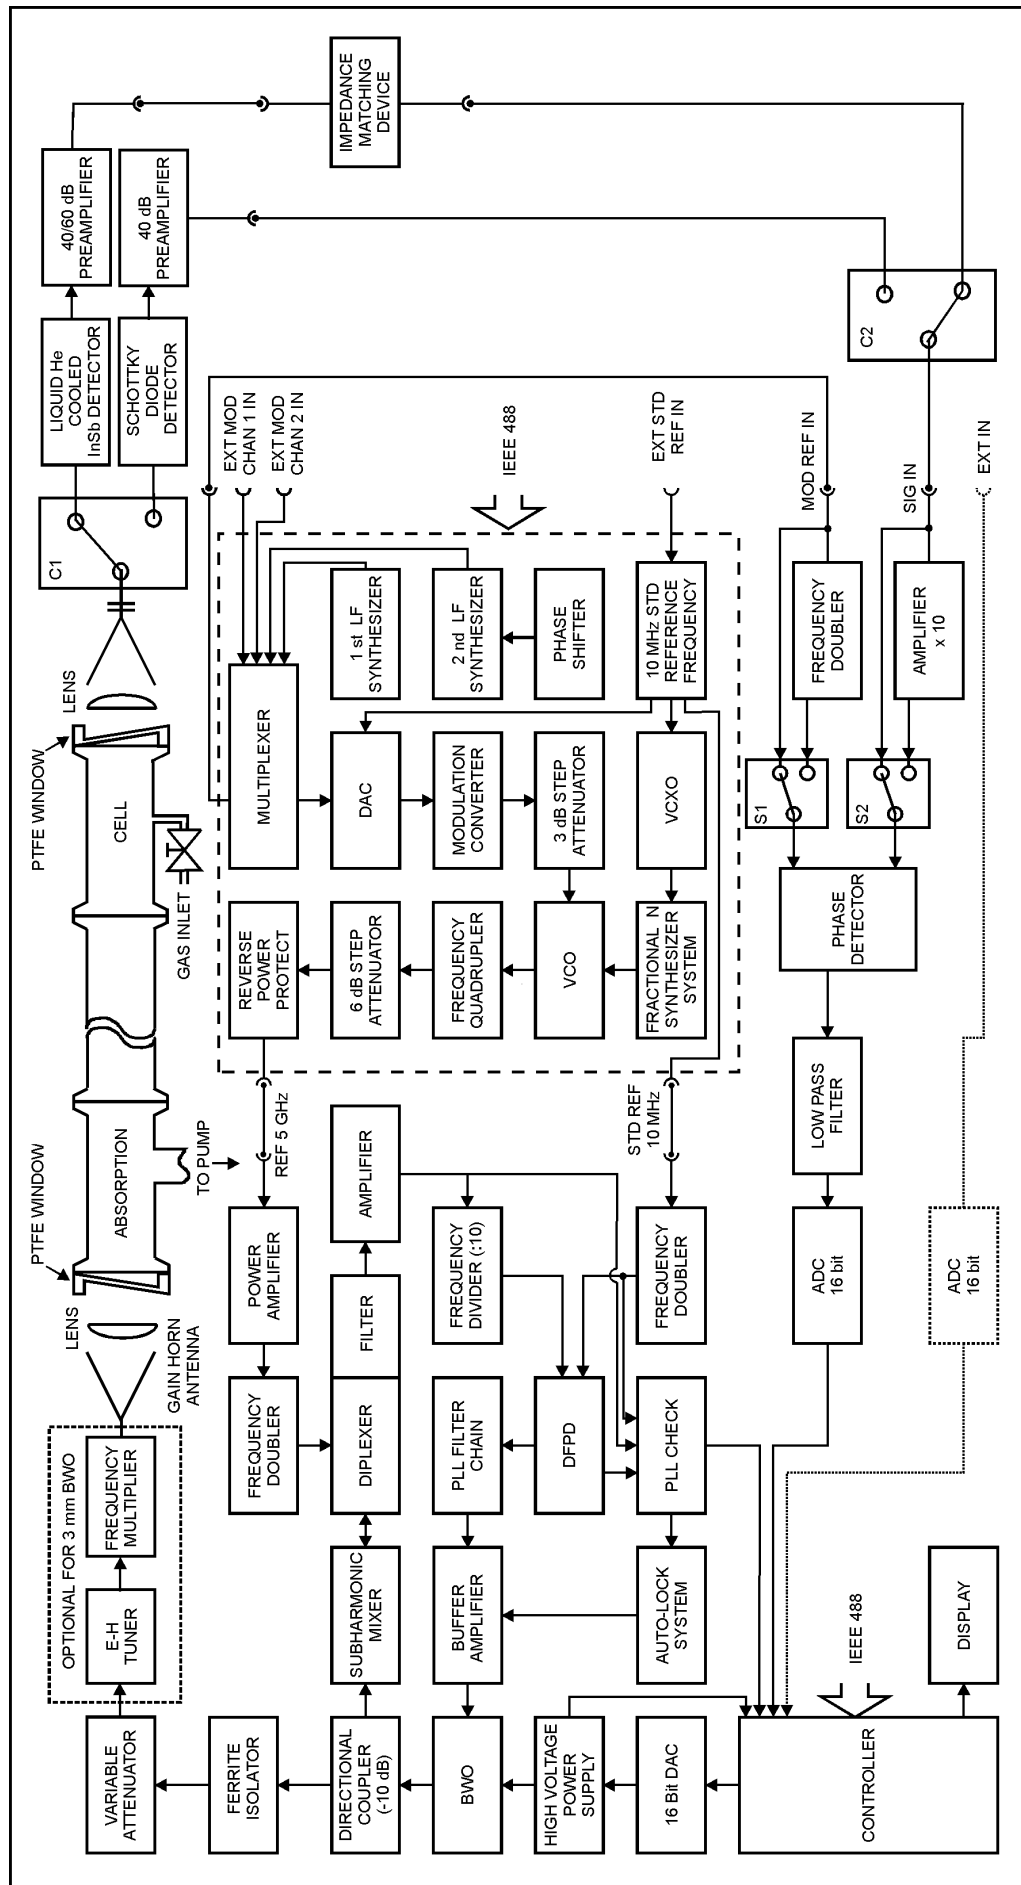 OPTIONAL FOR 3 mm BWO
VARIABLE
ATTENUATOR
E-H
TUNER
FREQUENCY
MULTIPLIER
GAIN HORN
ANTENNA
LENS
PTFE WINDOW
ABSORPTION
TO PUMP
CELL
GAS INLET
PTFE WINDOW
LENS
C1
LIQUID He
COOLED
InSb DETECTOR
SCHOTTKY
DIODE
DETECTOR
40/60 dB
PREAMPLIFIER
40 dB
PREAMPLIFIER
FERRITE
ISOLATOR
FREQUENCY
DOUBLER
POWER
AMPLIFIER
REF 5 GHz
REVERSE
POWER
PROTECT
MULTIPLEXER
EXT MOD
CHAN 1 IN
EXT MOD
CHAN 2 IN
DIRECTIONAL
COUPLER
(-10 dB)
SUBHARMONIC
MIXER
DIPLEXER
FILTER
AMPLIFIER
6 dB STEP
ATTENUATOR
DAC
1 st LF
SYNTHESIZER
IMPEDANCE
MATCHING
DEVICE
BWO
BUFFER
AMPLIFIER
PLL FILTER
CHAIN
FREQUENCY
DIVIDER (:10)
FREQUENCY
QUADRUPLER
MODULATION
CONVERTER
2 nd LF
SYNTHESIZER
IEEE 488
HIGH VOLTAGE
POWER
SUPPLY
DFPD
VCO
3 dB STEP
ATTENUATOR
PHASE
SHIFTER
16 Bit DAC
AUTO-LOCK
SYSTEM
PLL CHECK
FREQUENCY
DOUBLER
STD REF
10 MHz
FRACTIONAL N
SYNTHESIZER
SYSTEM
VCXO
10 MHz STD
REFERENCE
FREQUENCY
EXT STD
REF IN
CONTROLLER
IEEE 488
DISPLAY
ADC
16 bit
LOW PASS
FILTER
PHASE
DETECTOR
S1
S2
FREQUENCY
DOUBLER
AMPLIFIER
x 10
MOD REF IN
SIG IN
C2
ADC
16 bit
EXT IN